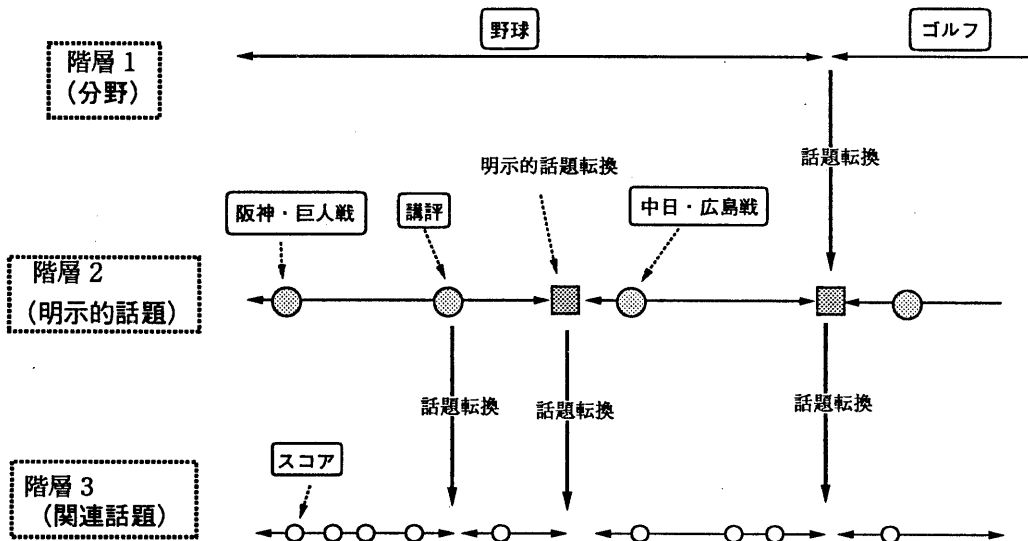 野球
ゴルフ
階層 1
(分野)
話題転換
明示的話題転換
阪神・巨人戦
講評
中日・広島戦
階層 2
(明示的話題)
話題転換
話題転換
話題転換
スコア
階層 3
(関連話題)